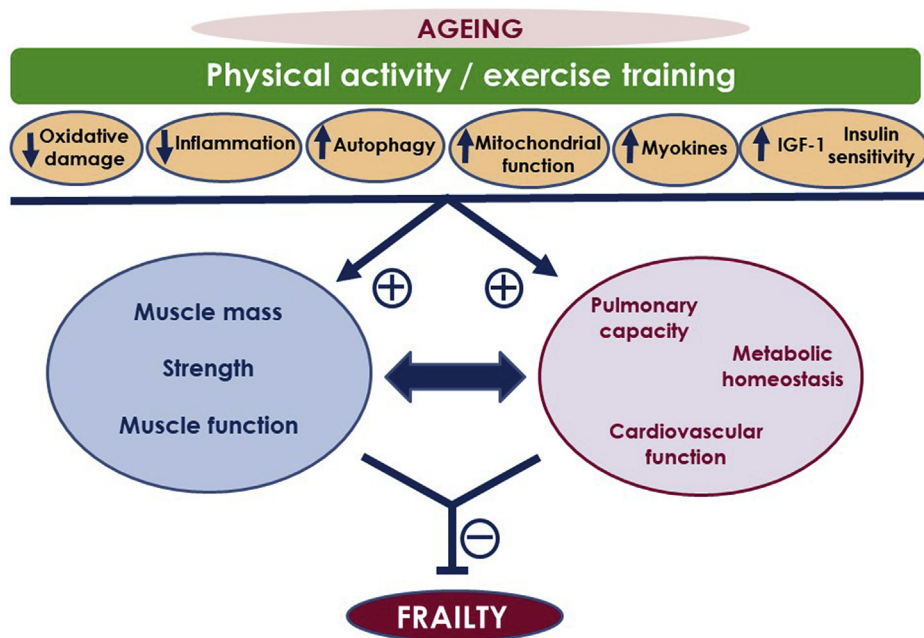 AGEING
Physical activity / exercise training
Oxidative
damage
Inflammation
Autophagy
Mitochondrial
function
Myokines
IGF-1
Insulin
sensitivity
+
+
Muscle mass
Strength
Muscle function
Pulmonary
capacity
Metabolic
homeostasis
Cardiovascular
function
−
FRAILTY